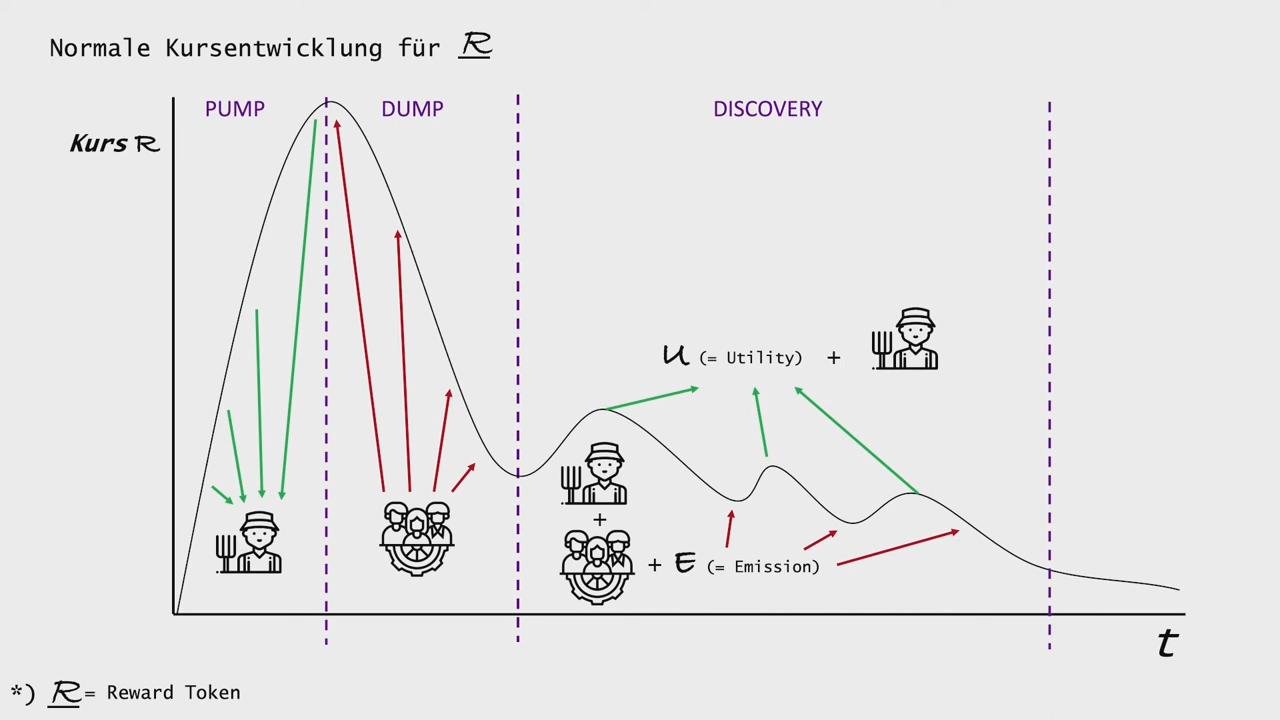 Normale Kursentwicklung für R
PUMP
DUMP
DISCOVERY
Kurs R
U (= Utility) +
+
+ E (= Emission)
t
*) R = Reward Token